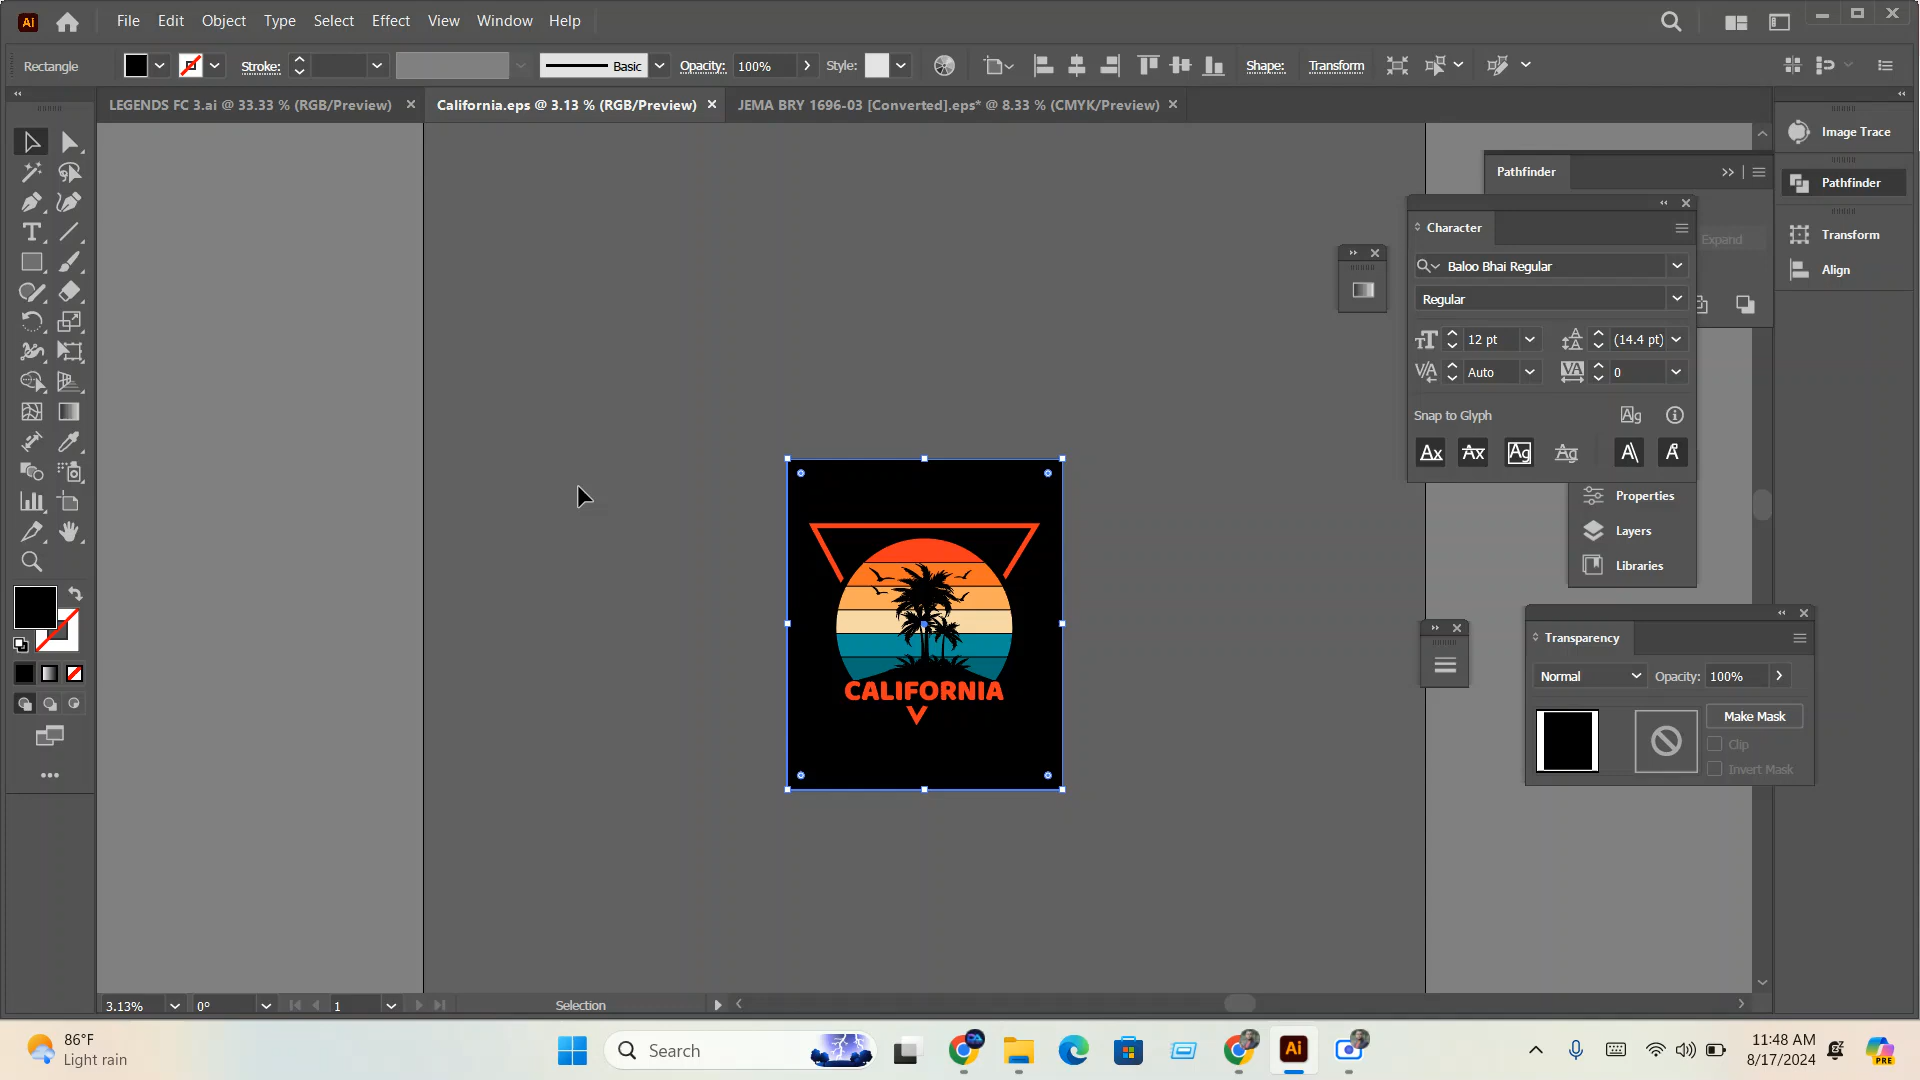 File Edit Object Type Select Effect View Window Help
Rectangle Stroke: Basic Opacity: 100% Style: Shape: Transform
LEGENDS FC 3.ai @ 33.33 % (RGB/Preview) California.eps @ 3.13 % (RGB/Preview) JEMA BRY 1696-03 [Converted].eps* @ 8.33 % (CMYK/Preview)
Image Trace
Pathfinder
Pathfinder
Transform
Align
Expand
Character
Baloo Bhai Regular
Regular
12 pt (14.4 pt)
Auto 0
Snap to Glyph
Properties
Layers
Libraries
Transparency
Normal Opacity: 100%
Make Mask
Clip
Invert Mask
CALIFORNIA
3.13% 0° 1 Selection
86°F
Light rain
Search
11:48 AM
8/17/2024